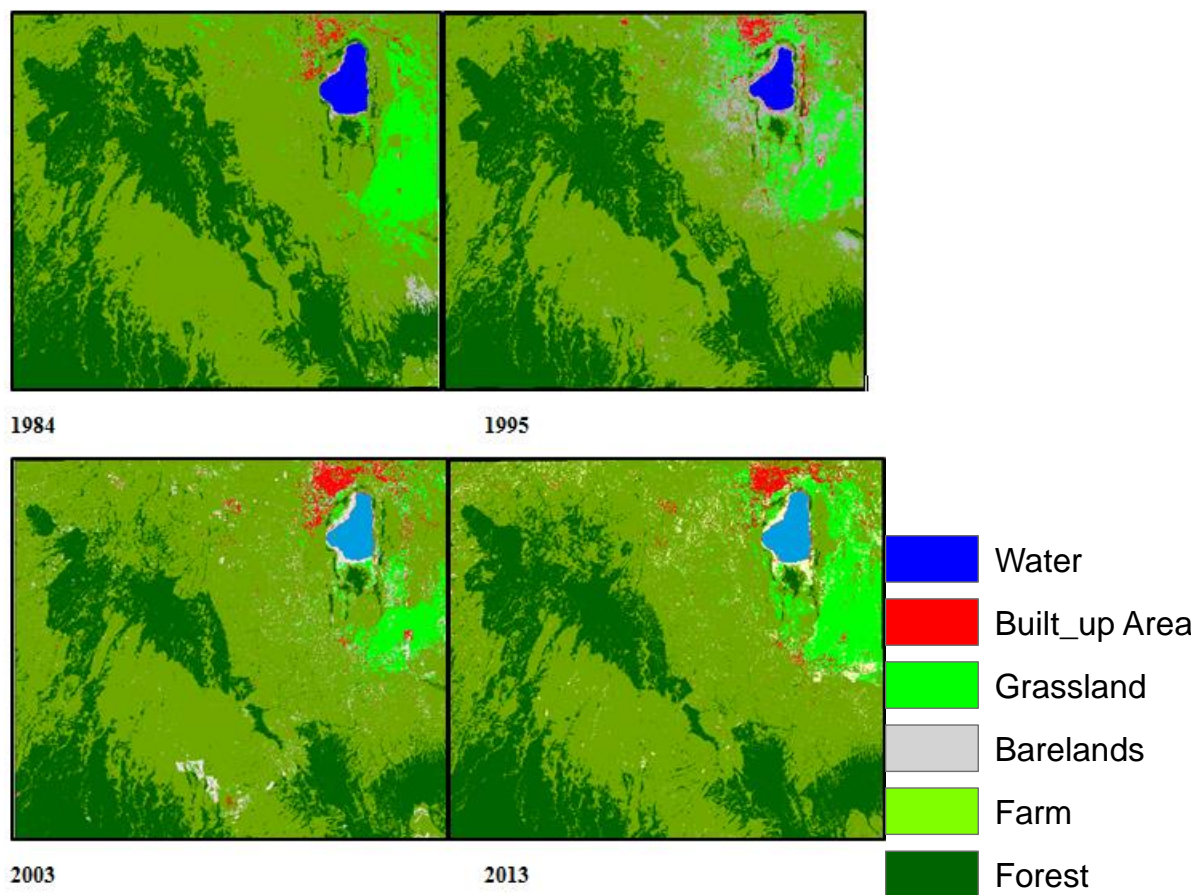 1984
1995
2003
2013
Water
Built_up Area
Grassland
Barelands
Farm
Forest